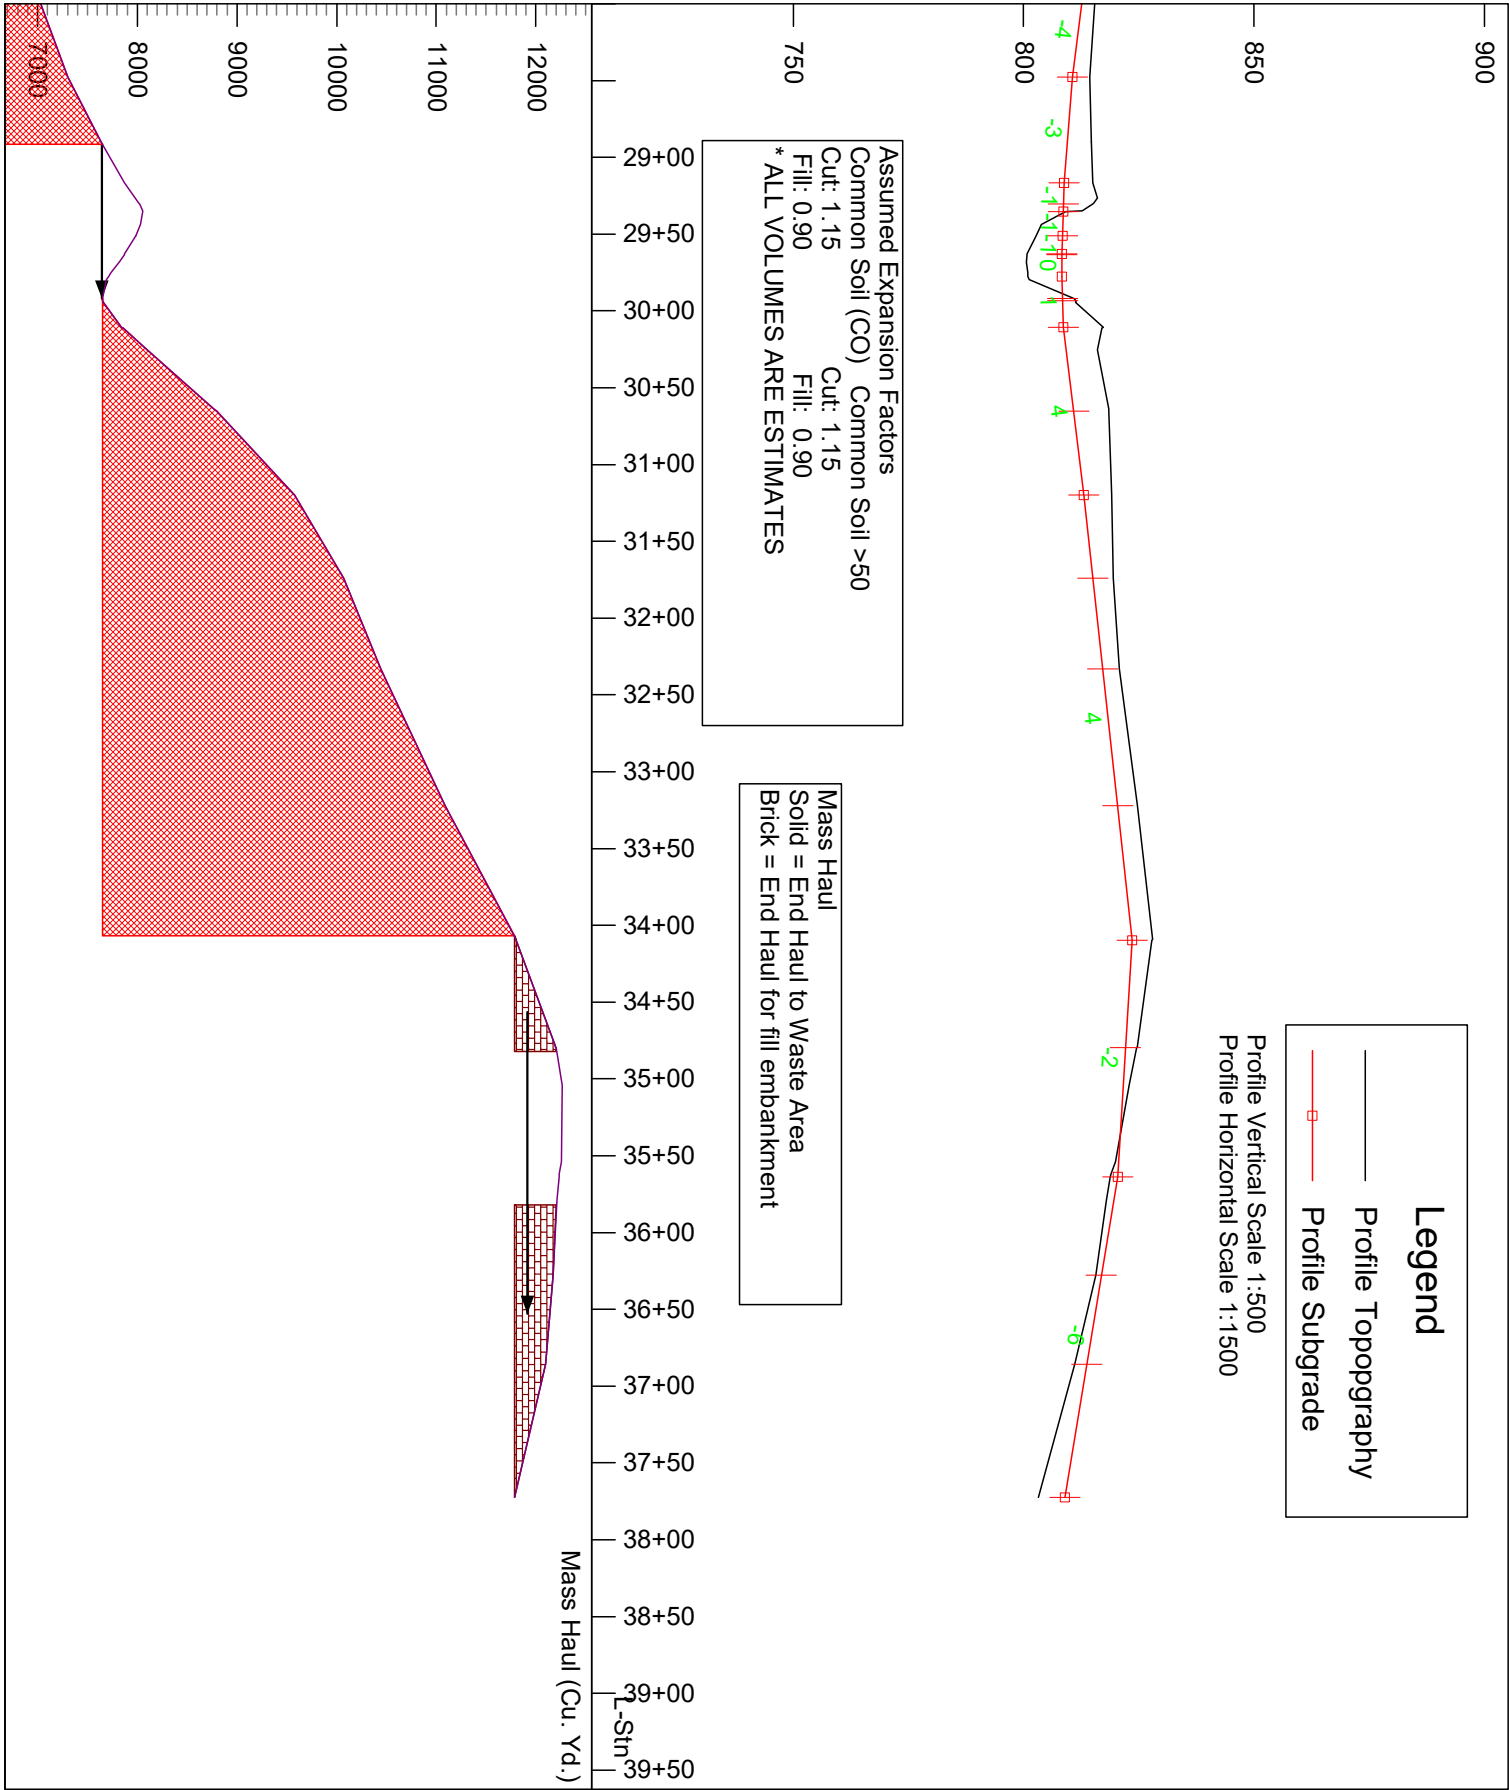 Legend
Profile Topopgraphy
Profile Subgrade
Profile Vertical Scale 1:500
Profile Horizontal Scale 1:1500
900
850
800
750
-4
-3
-1
-1
-1
0
1
4
4
-2
-6
Assumed Expansion Factors
Common Soil (CO) Common Soil >50
Cut: 1.15 Cut: 1.15
Fill: 0.90 Fill: 0.90
* ALL VOLUMES ARE ESTIMATES
Mass Haul
Solid = End Haul to Waste Area
Brick = End Haul for fill embankment
29+00
29+50
30+00
30+50
31+00
31+50
32+00
32+50
33+00
33+50
34+00
34+50
35+00
35+50
36+00
36+50
37+00
37+50
38+00
38+50
39+00
39+50
L-Stn
Mass Haul (Cu. Yd.)
12000
11000
10000
9000
8000
7000